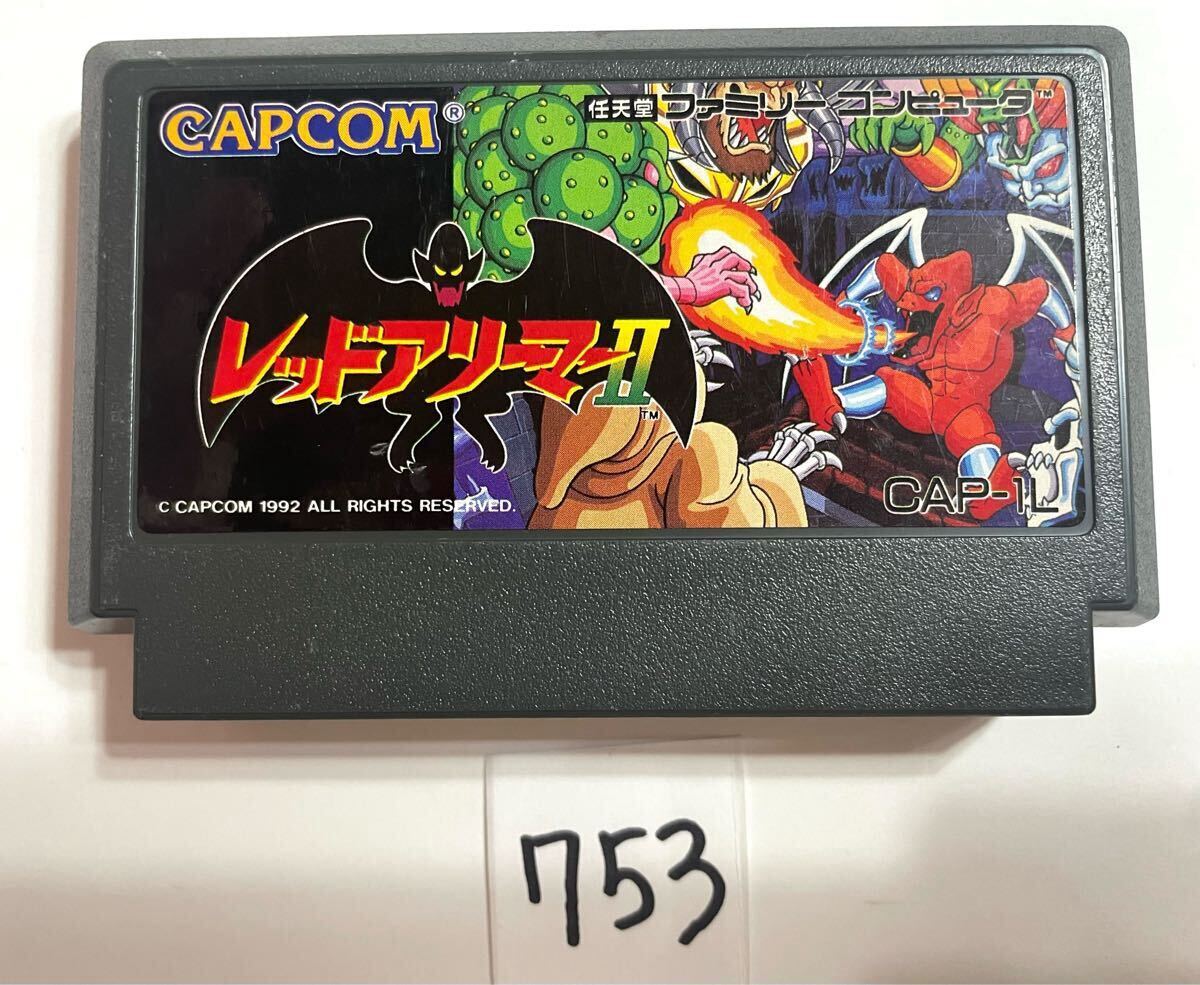 CAPCOM®
任天堂 ファミリーコンピュータ™
レッドアリーマーII™
© CAPCOM 1992 ALL RIGHTS RESERVED.
CAP-1L
753